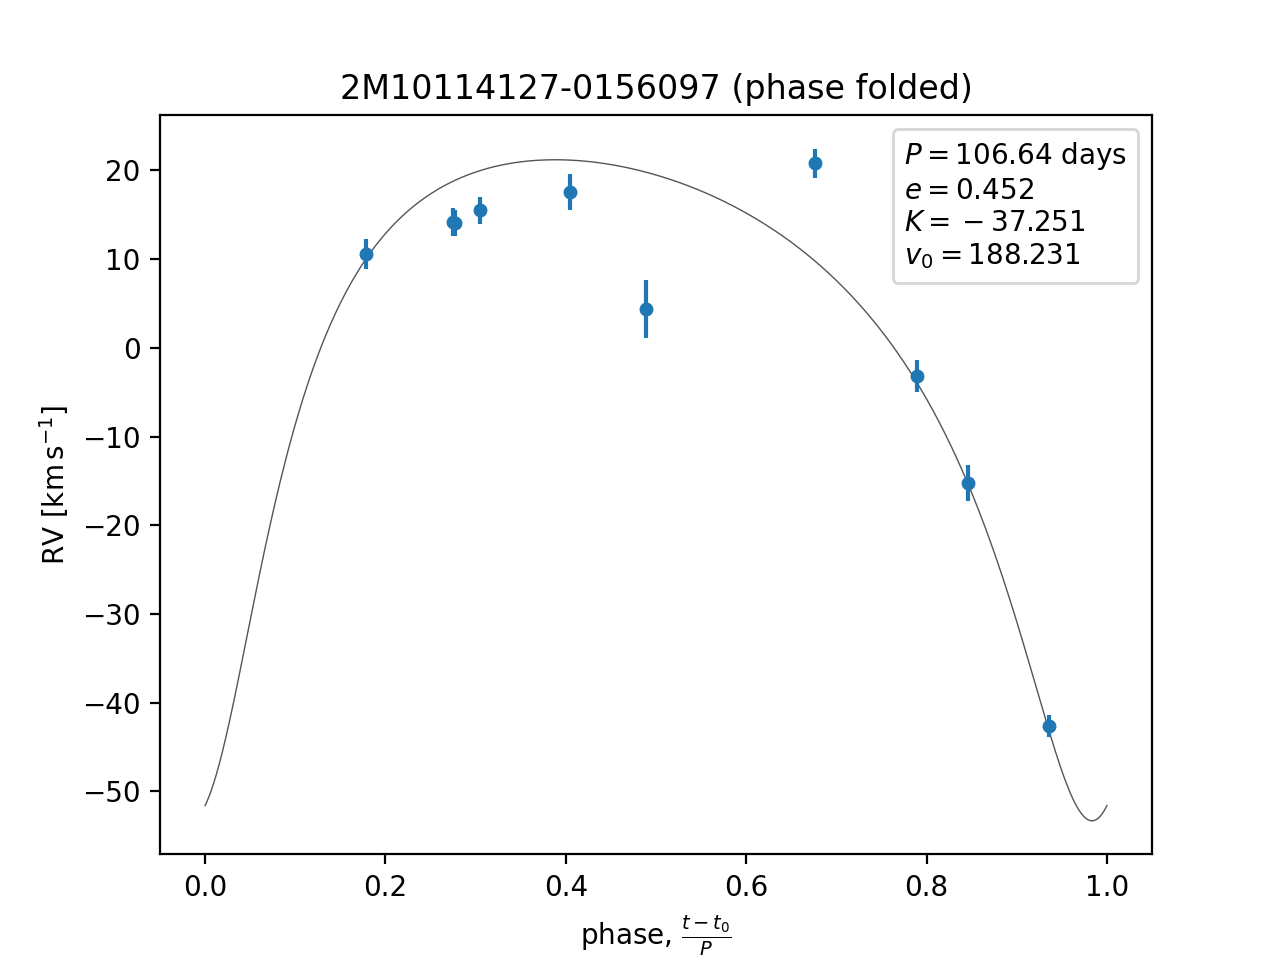 2M10114127-0156097 (phase folded)
P = 106.64 days
e = 0.452
K = −37.251
v₀ = 188.231
20
10
0
−10
−20
−30
−40
−50
RV [km s⁻¹]
0.0 0.2 0.4 0.6 0.8 1.0
phase, (t − t₀)/P